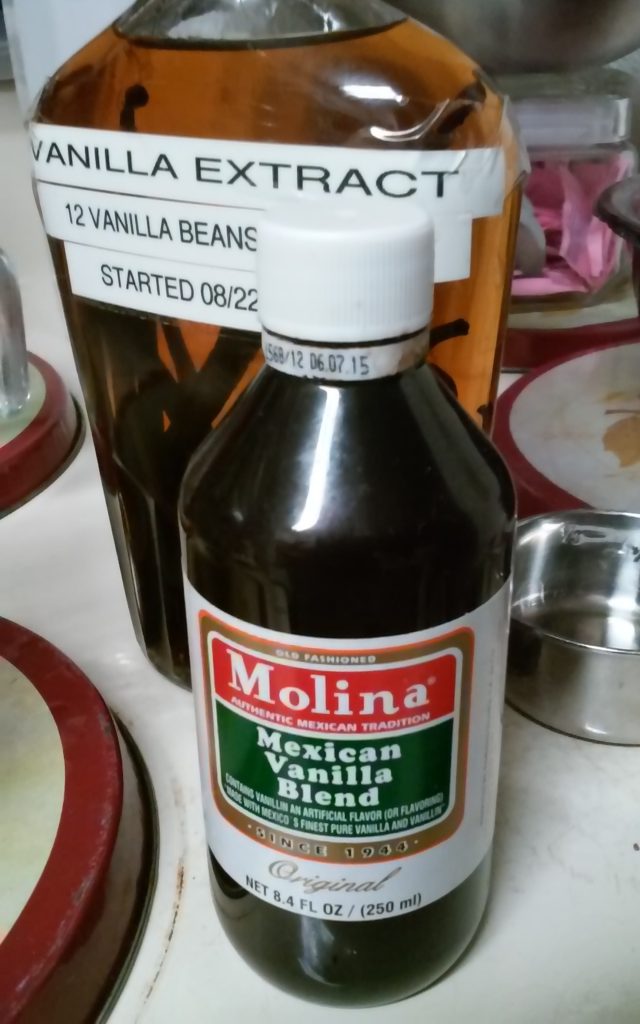 VANILLA EXTRACT
12 VANILLA BEANS
STARTED 08/22
568/12 06.07.15
OLD FASHIONED
Molina®
AUTHENTIC MEXICAN TRADITION
Mexican
Vanilla
Blend
CONTAINS VANILLIN AN ARTIFICIAL FLAVOR (OR FLAVORING)
"MADE WITH MEXICO´S FINEST PURE VANILLA AND VANILLIN"
·SINCE 1944·
Original
NET 8.4 FL OZ / (250 ml)